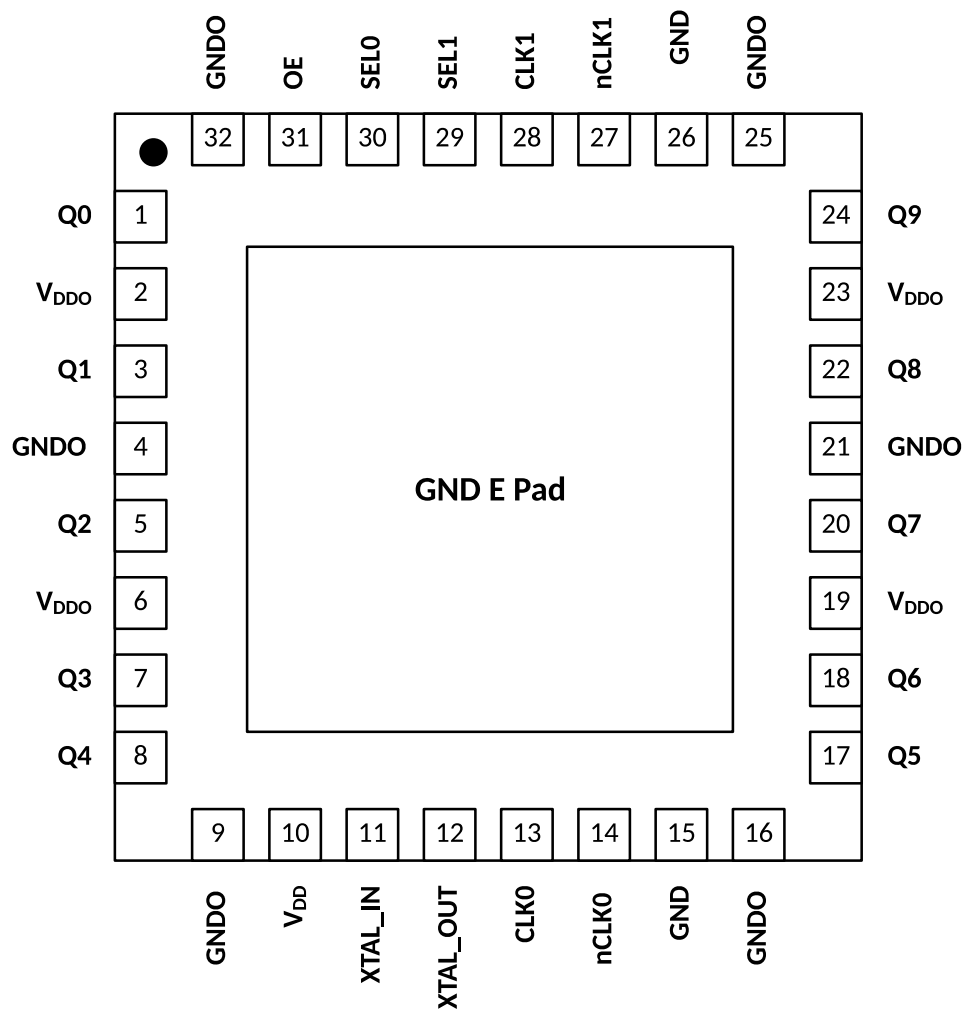 GNDO OE SEL0 SEL1 CLK1 nCLK1 GND GNDO
32 31 30 29 28 27 26 25
Q0 1 24 Q9
VDDO 2 23 VDDO
Q1 3 22 Q8
GNDO 4 21 GNDO
GND E Pad
Q2 5 20 Q7
VDDO 6 19 VDDO
Q3 7 18 Q6
Q4 8 17 Q5
9 10 11 12 13 14 15 16
GNDO VDD XTAL_IN XTAL_OUT CLK0 nCLK0 GND GNDO